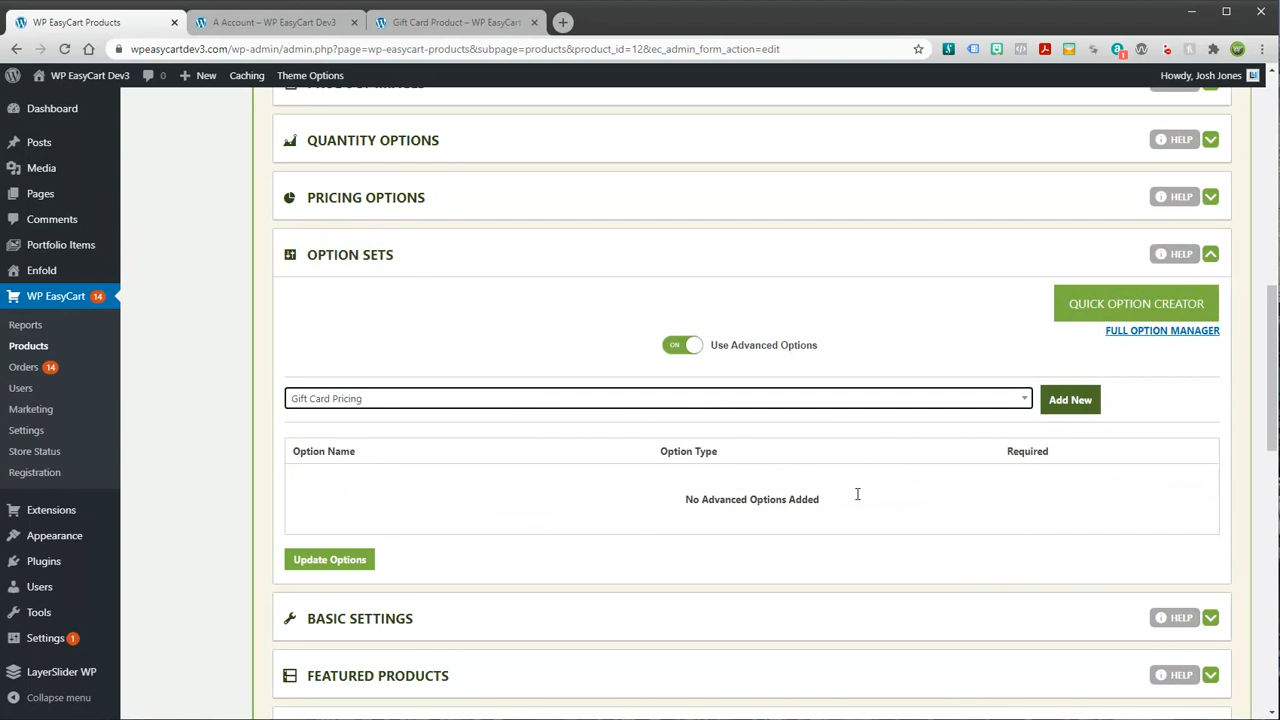 WP EasyCart Products
A Account – WP EasyCart Dev3
Gift Card Product – WP EasyCart
wpeasycartdev3.com/wp-admin/admin.php?page=wp-easycart-products&subpage=products&product_id=12&ec_admin_form_action=edit
1
WP EasyCart Dev3
0
New
Caching
Theme Options
Howdy, Josh Jones
Dashboard
Posts
Media
Pages
Comments
Portfolio Items
Enfold
WP EasyCart 14
Reports
Products
Orders 14
Users
Marketing
Settings
Store Status
Registration
Extensions
Appearance
Plugins
Users
Tools
Settings 1
LayerSlider WP
Collapse menu
QUANTITY OPTIONS
HELP
PRICING OPTIONS
HELP
OPTION SETS
HELP
QUICK OPTION CREATOR
FULL OPTION MANAGER
ON Use Advanced Options
Gift Card Pricing
Add New
Option Name Option Type Required
No Advanced Options Added
Update Options
BASIC SETTINGS
HELP
FEATURED PRODUCTS
HELP